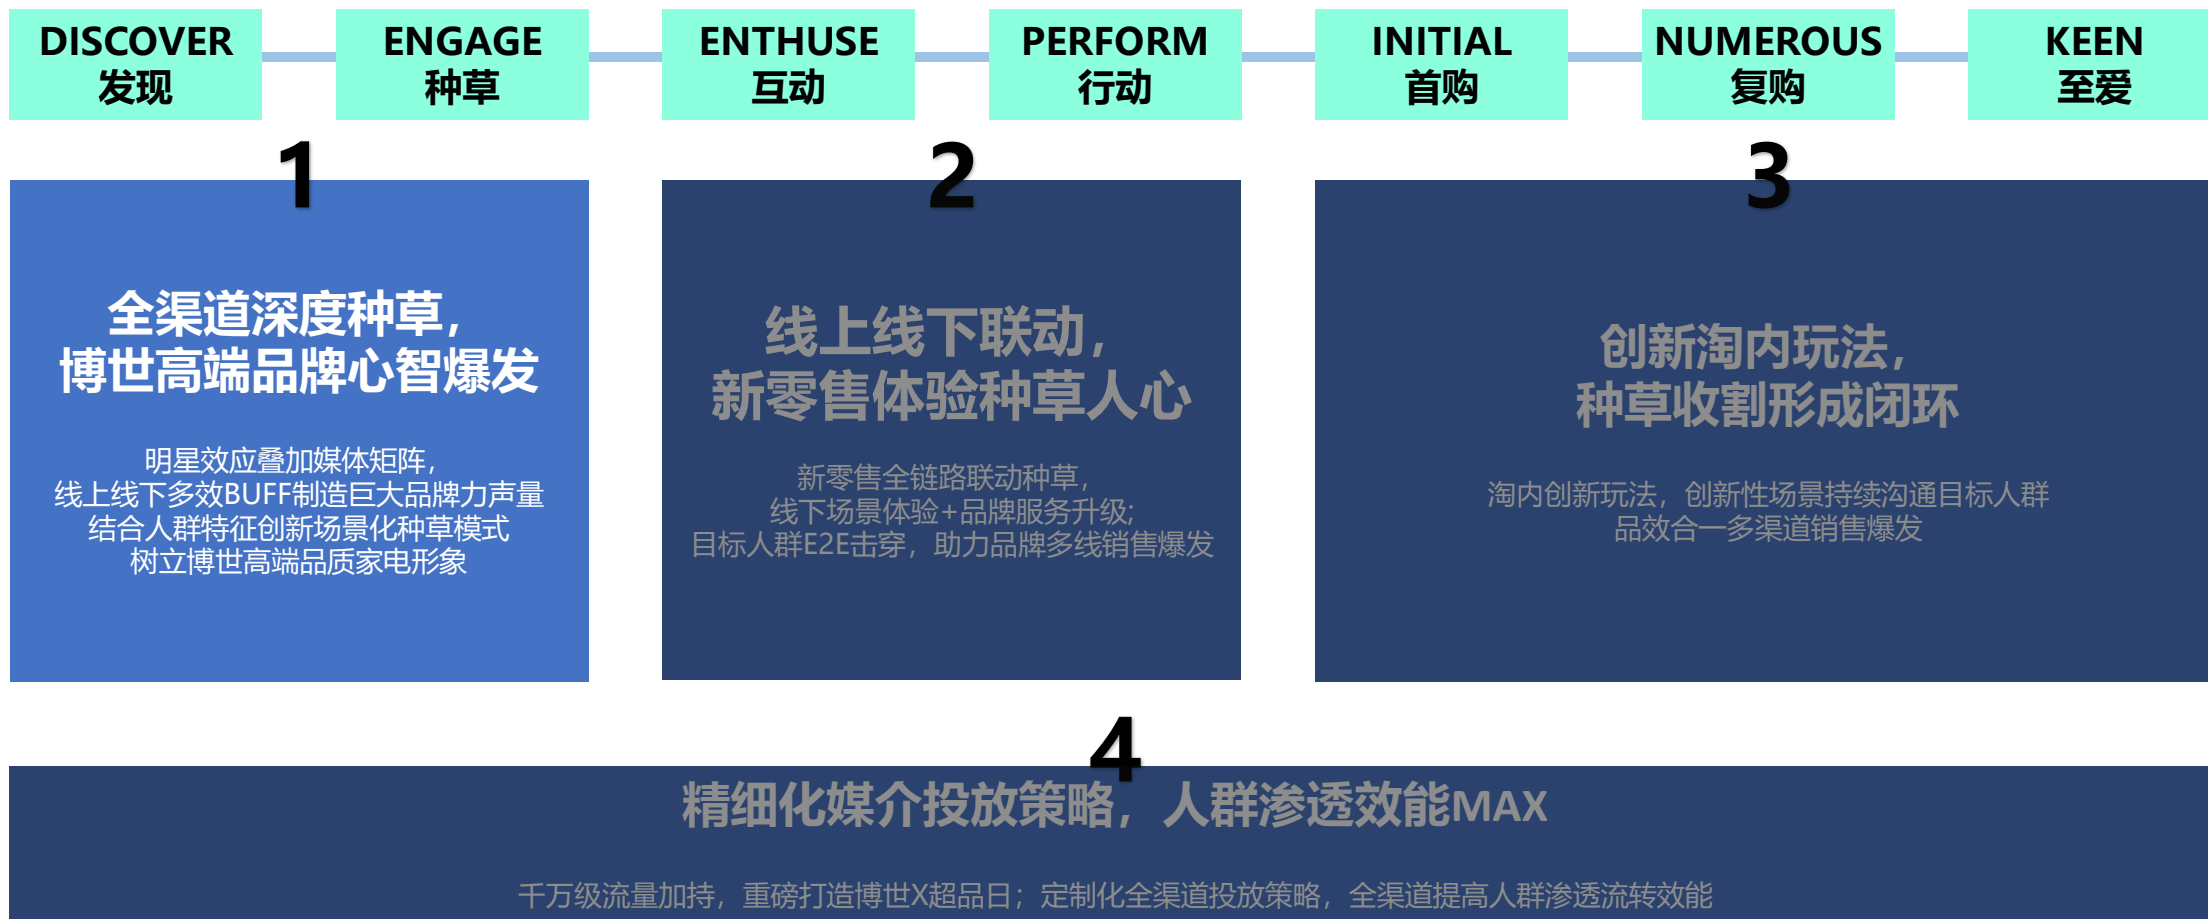 DISCOVER
发现
ENGAGE
种草
ENTHUSE
互动
PERFORM
行动
INITIAL
首购
NUMEROUS
复购
KEEN
至爱
1
全渠道深度种草，
博世高端品牌心智爆发
明星效应叠加媒体矩阵，
线上线下多效BUFF制造巨大品牌力声量
结合人群特征创新场景化种草模式
树立博世高端品质家电形象
2
线上线下联动，
新零售体验种草人心
新零售全链路联动种草，
线下场景体验+品牌服务升级;
目标人群E2E击穿，助力品牌多线销售爆发
3
创新淘内玩法，
种草收割形成闭环
淘内创新玩法，创新性场景持续沟通目标人群
品效合一多渠道销售爆发
4
精细化媒介投放策略，人群渗透效能MAX
千万级流量加持，重磅打造博世X超品日；定制化全渠道投放策略，全渠道提高人群渗透流转效能